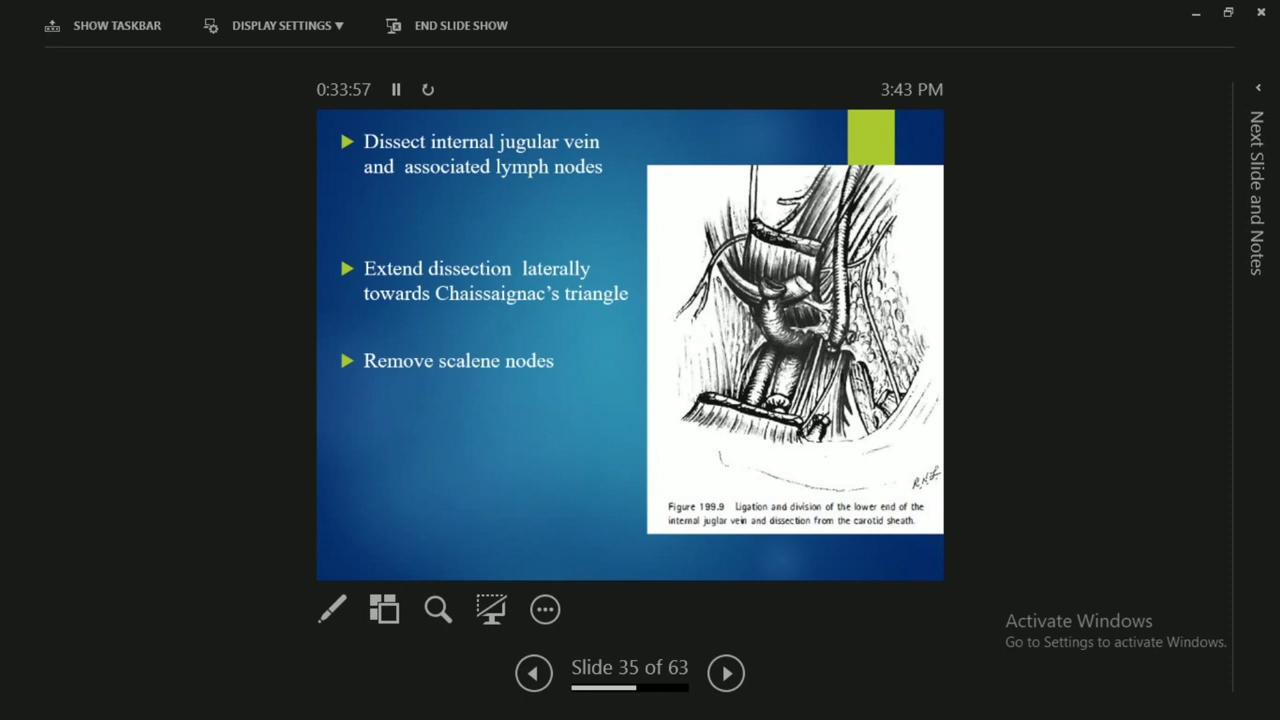 SHOW TASKBAR DISPLAY SETTINGS ▼ END SLIDE SHOW
0:33:57 3:43 PM
Dissect internal jugular vein
and associated lymph nodes
Extend dissection laterally
towards Chaissaignac’s triangle
Remove scalene nodes
R.H.L.
Figure 199.9 Ligation and division of the lower end of the
internal juglar vein and dissection from the carotid sheath.
Next Slide and Notes
Activate Windows
Go to Settings to activate Windows.
Slide 35 of 63